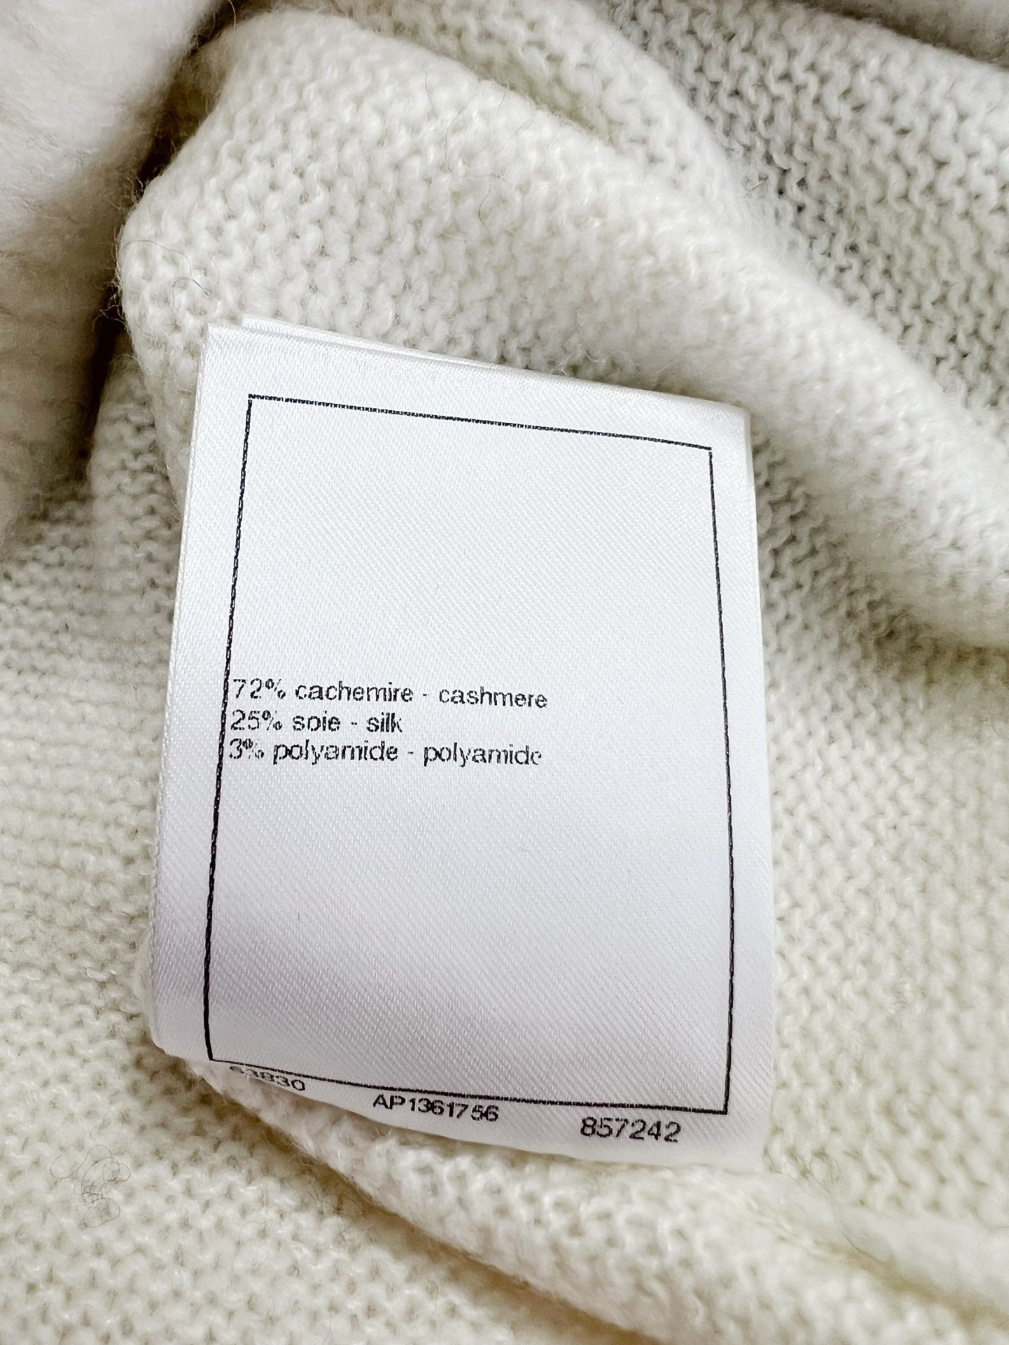 72% cachemire - cashmere
25% soie - silk
3% polyamide - polyamide
AP1361756
857242